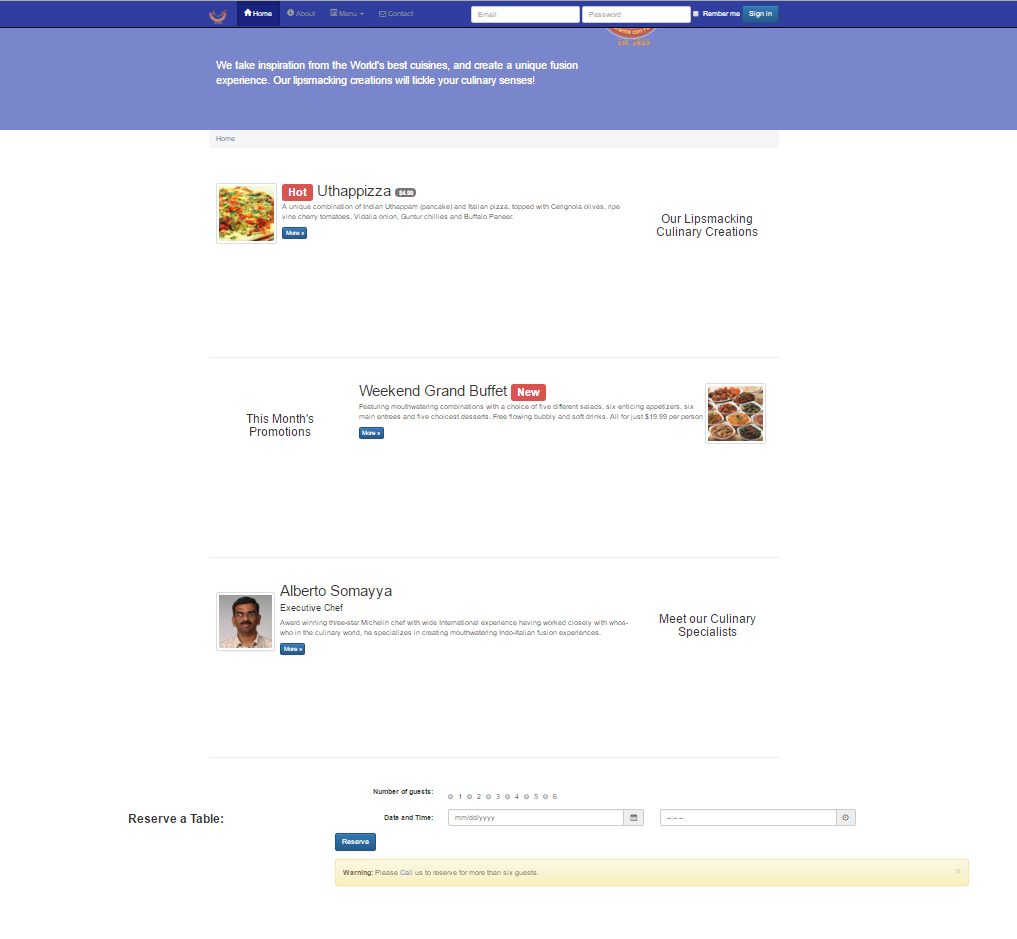 Home About Menu Contact Email Password Rember me Sign in
We take inspiration from the World's best cuisines, and create a unique fusion
experience. Our lipsmacking creations will tickle your culinary senses!
Home
Hot Uthappizza $4.99
A unique combination of Indian Uthappam (pancake) and Italian pizza, topped with Cerignola olives, ripe
vine cherry tomatoes, Vidalia onion, Guntur chillies and Buffalo Paneer.
More »
Our Lipsmacking
Culinary Creations
This Month's
Promotions
Weekend Grand Buffet New
Featuring mouthwatering combinations with a choice of five different salads, six enticing appetizers, six
main entrees and five choicest desserts. Free flowing bubbly and soft drinks. All for just $19.99 per person
More »
Alberto Somayya
Executive Chef
Award winning three-star Michelin chef with wide International experience having worked closely with whos-
who in the culinary world, he specializes in creating mouthwatering Indo-Italian fusion experiences.
More »
Meet our Culinary
Specialists
Reserve a Table:
Number of guests: 1 2 3 4 5 6
Date and Time: mm/dd/yyyy --:-- --
Reserve
Warning: Please Call us to reserve for more than six guests. ×